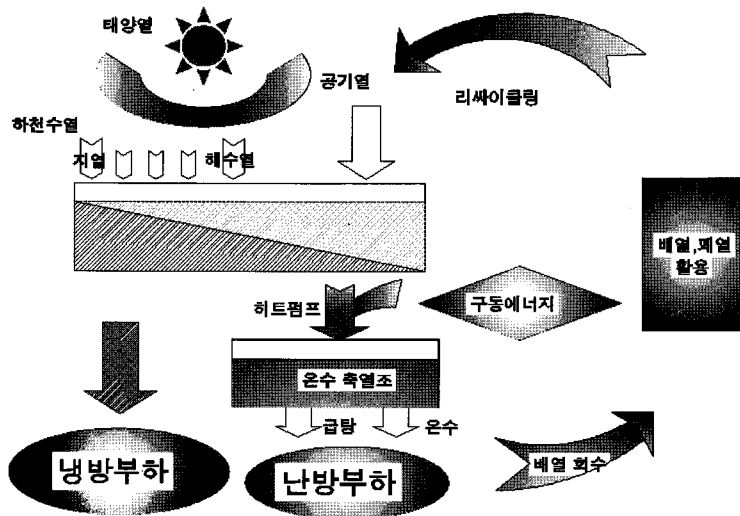 태양열
공기열
리싸이클링
하천수열
지열
해수열
배열,폐열
활용
히트펌프
구동에너지
온수 축열조
급탕
온수
냉방부하
난방부하
배열 회수